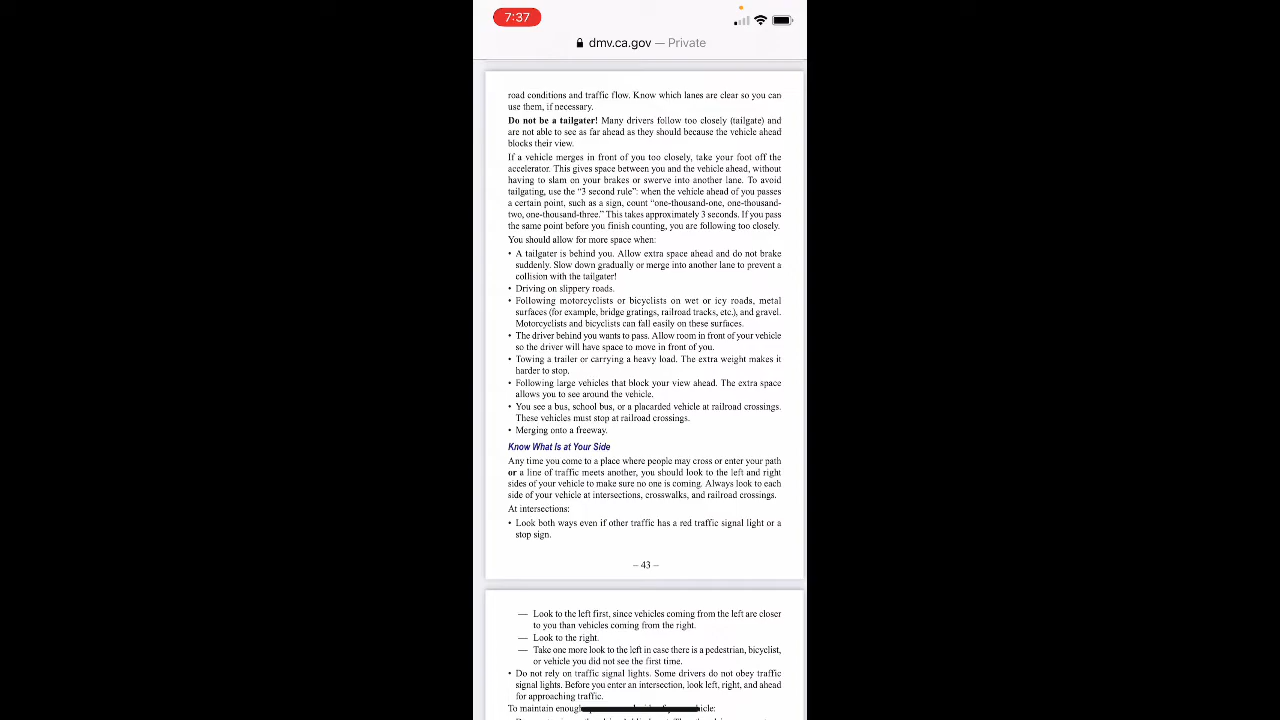 7:37
dmv.ca.gov — Private
road conditions and traffic flow. Know which lanes are clear so you can
use them, if necessary.
Do not be a tailgater! Many drivers follow too closely (tailgate) and
are not able to see as far ahead as they should because the vehicle ahead
blocks their view.
If a vehicle merges in front of you too closely, take your foot off the
accelerator. This gives space between you and the vehicle ahead, without
having to slam on your brakes or swerve into another lane. To avoid
tailgating, use the “3 second rule”: when the vehicle ahead of you passes
a certain point, such as a sign, count “one-thousand-one, one-thousand-
two, one-thousand-three.” This takes approximately 3 seconds. If you pass
the same point before you finish counting, you are following too closely.
You should allow for more space when:
• A tailgater is behind you. Allow extra space ahead and do not brake
suddenly. Slow down gradually or merge into another lane to prevent a
collision with the tailgater!
• Driving on slippery roads.
• Following motorcyclists or bicyclists on wet or icy roads, metal
surfaces (for example, bridge gratings, railroad tracks, etc.), and gravel.
Motorcyclists and bicyclists can fall easily on these surfaces.
• The driver behind you wants to pass. Allow room in front of your vehicle
so the driver will have space to move in front of you.
• Towing a trailer or carrying a heavy load. The extra weight makes it
harder to stop.
• Following large vehicles that block your view ahead. The extra space
allows you to see around the vehicle.
• You see a bus, school bus, or a placarded vehicle at railroad crossings.
These vehicles must stop at railroad crossings.
• Merging onto a freeway.
Know What Is at Your Side
Any time you come to a place where people may cross or enter your path
or a line of traffic meets another, you should look to the left and right
sides of your vehicle to make sure no one is coming. Always look to each
side of your vehicle at intersections, crosswalks, and railroad crossings.
At intersections:
• Look both ways even if other traffic has a red traffic signal light or a
stop sign.
– 43 –
— Look to the left first, since vehicles coming from the left are closer
to you than vehicles coming from the right.
— Look to the right.
— Take one more look to the left in case there is a pedestrian, bicyclist,
or vehicle you did not see the first time.
• Do not rely on traffic signal lights. Some drivers do not obey traffic
signal lights. Before you enter an intersection, look left, right, and ahead
for approaching traffic.
To maintain enough